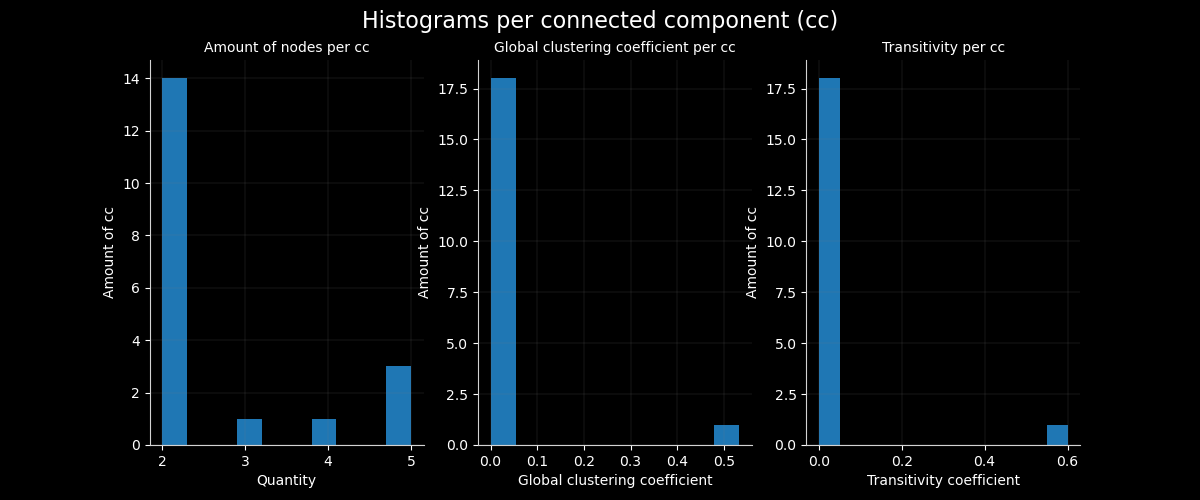 Histograms per connected component (cc)
Amount of nodes per cc
14
12
10
8
6
4
2
0
Amount of cc
2 3 4 5
Quantity
Global clustering coefficient per cc
17.5
15.0
12.5
10.0
7.5
5.0
2.5
0.0
Amount of cc
0.0 0.1 0.2 0.3 0.4 0.5
Global clustering coefficient
Transitivity per cc
17.5
15.0
12.5
10.0
7.5
5.0
2.5
0.0
Amount of cc
0.0 0.2 0.4 0.6
Transitivity coefficient